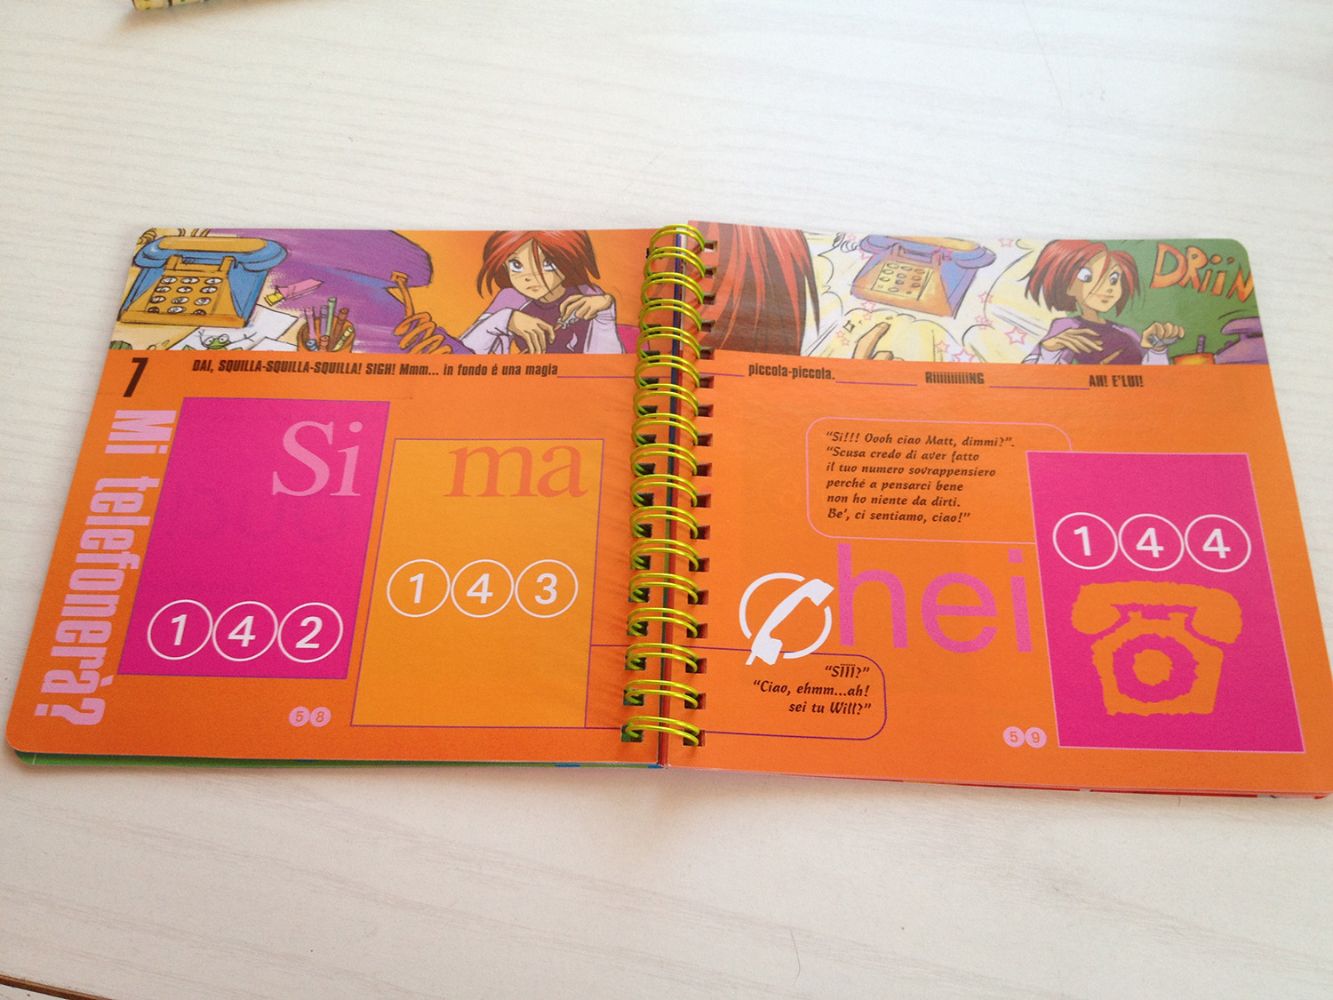 DRIIN
7
DAI, SQUILLA-SQUILLA-SQUILLA! SIGH! Mmm... in fondo é una magia
Mi telefonerà?
Si
ma
1 4 2
1 4 3
5 8
piccola-piccola.
RiiiiiiiiiNG
AH! E'LUI!
"Si!!! Oooh ciao Matt, dimmi?".
"Scusa credo di aver fatto
il tuo numero sovrappensiero
perché a pensarci bene
non ho niente da dirti.
Be', ci sentiamo, ciao!"
1 4 4
hei
"Sììì?"
"Ciao, ehmm...ah!
sei tu Will?"
5 9